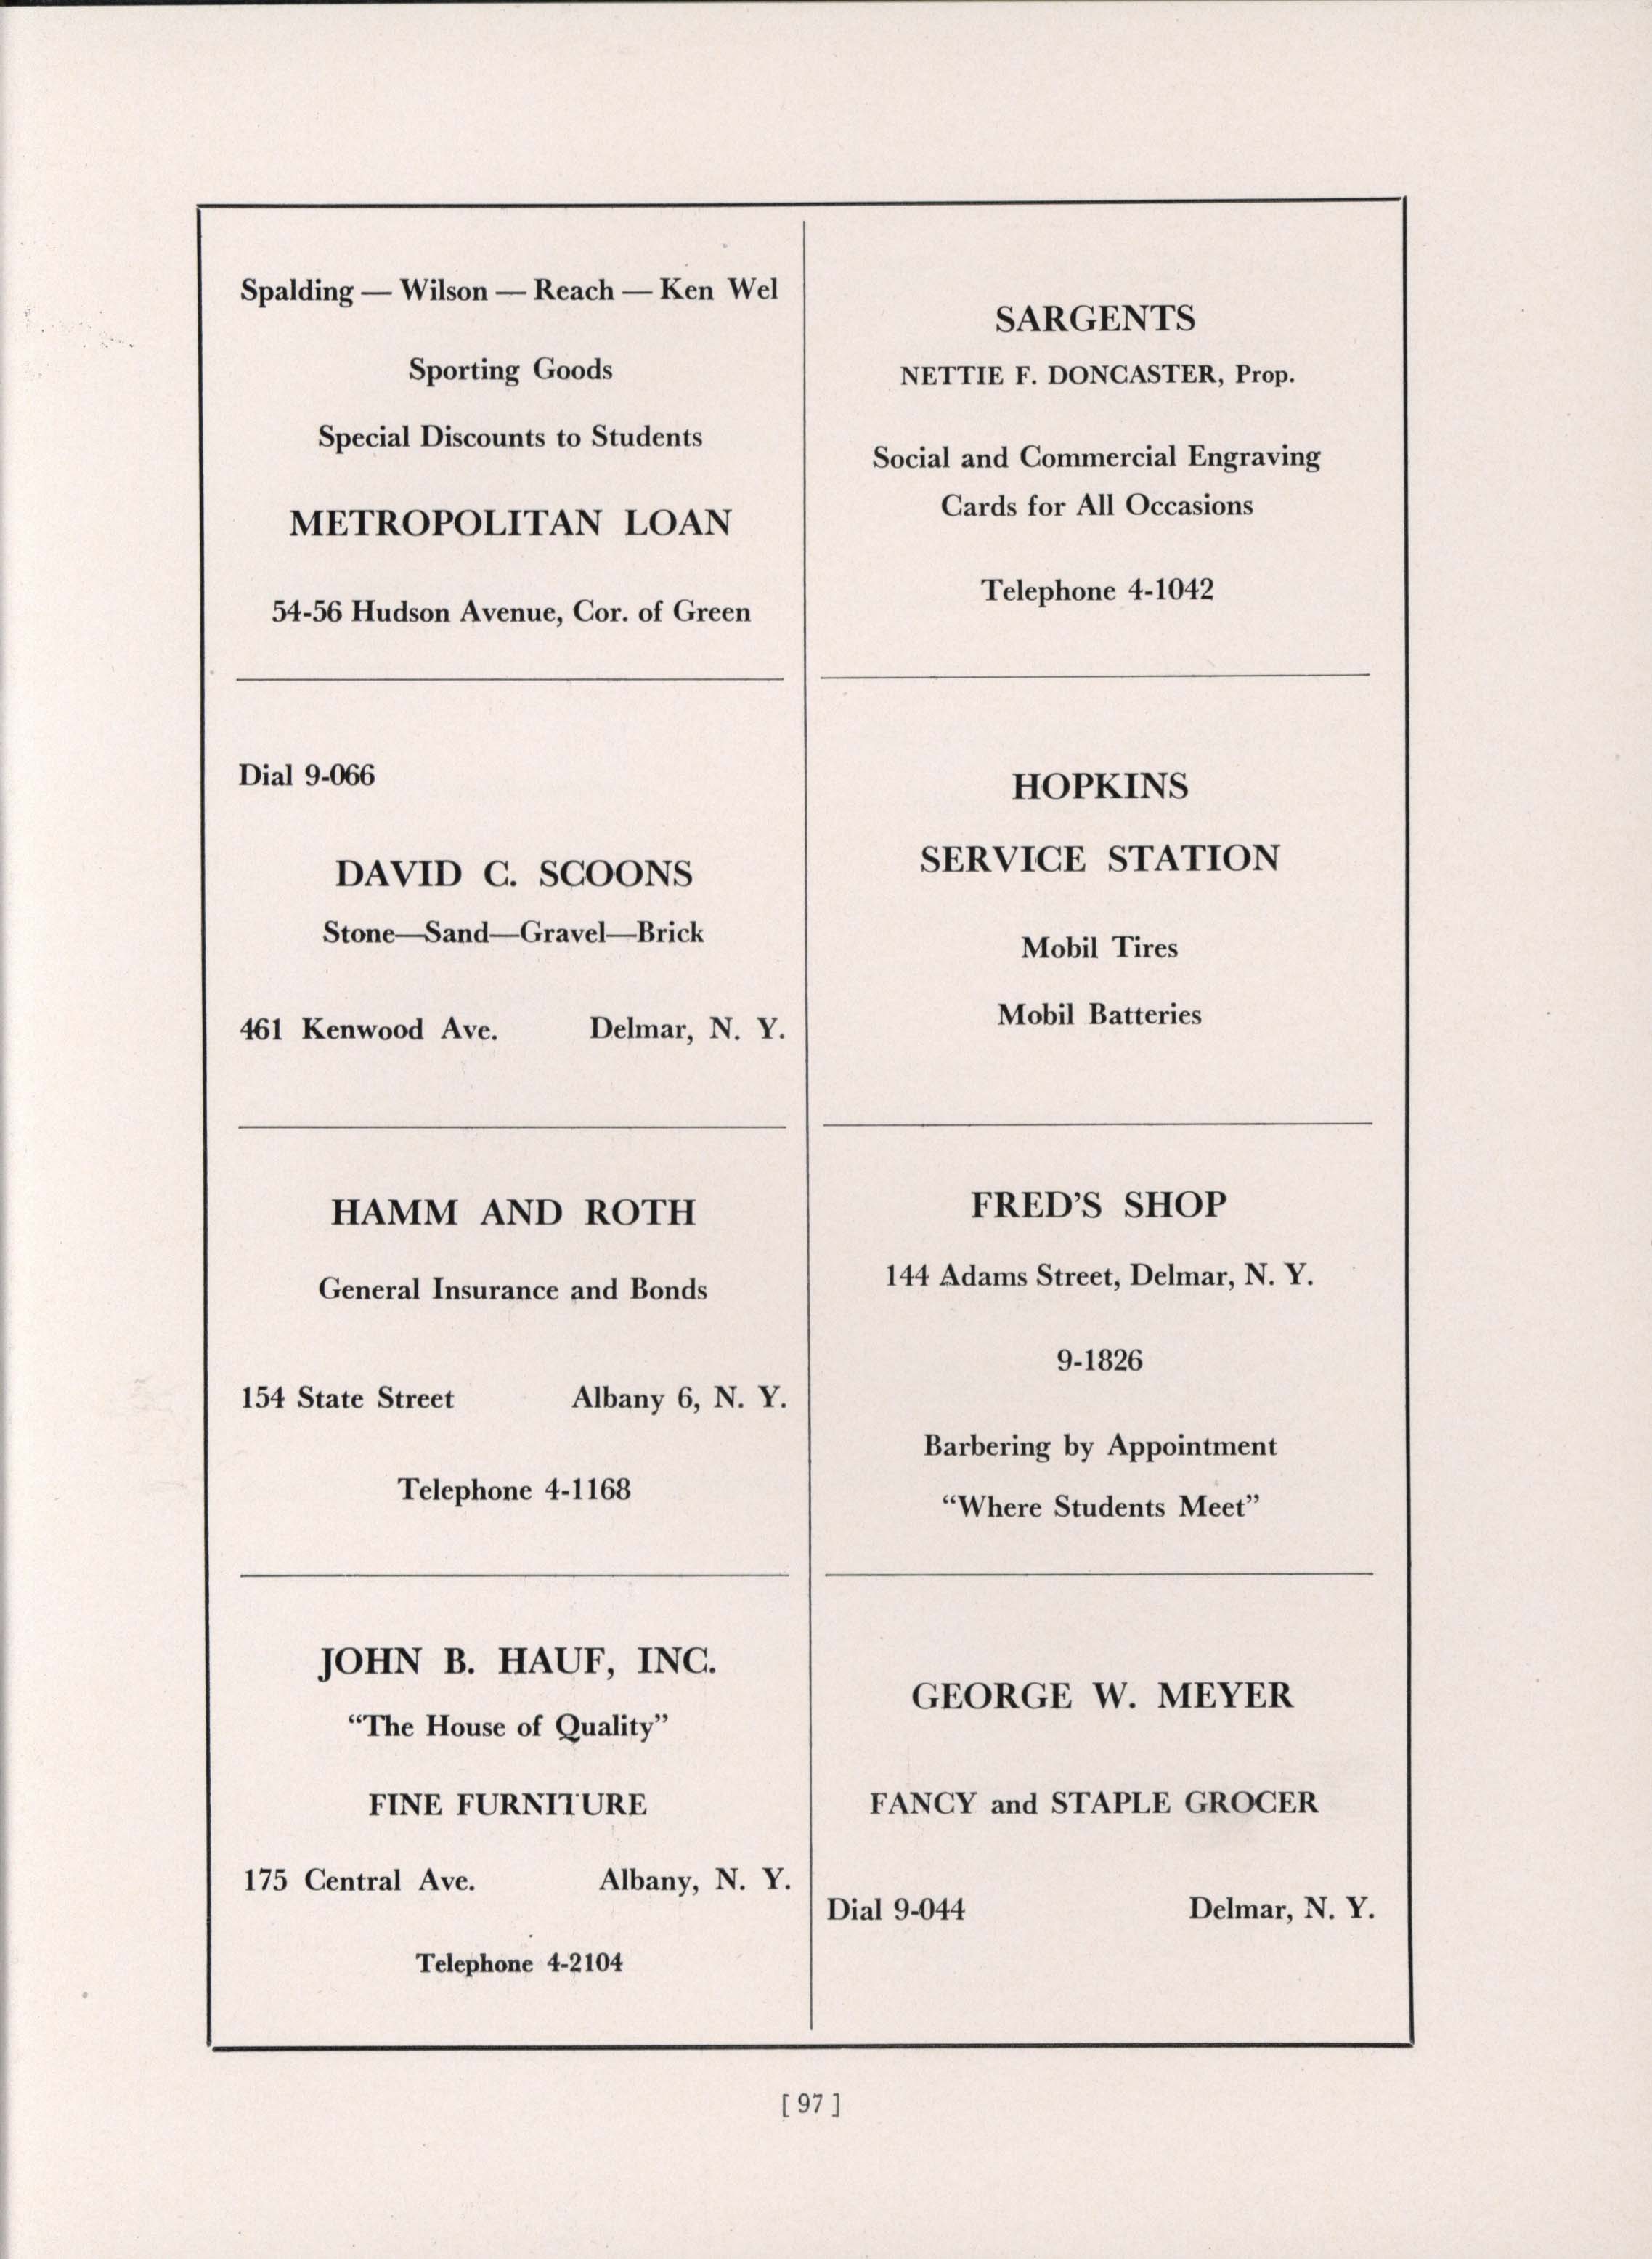 Spalding — Wilson — Reach — Ken Wel
Sporting Goods
Special Discounts to Students
METROPOLITAN LOAN
54-56 Hudson Avenue, Cor. of Green
Dial 9-066
DAVID C. SCOONS
Stone—Sand—Gravel—Brick
461 Kenwood Ave. Delmar, N. Y.
HAMM AND ROTH
General Insurance and Bonds
154 State Street Albany 6, N. Y.
Telephone 4-1168
JOHN B. HAUF, INC.
“The House of Quality”
FINE FURNITURE
175 Central Ave. Albany, N. Y.
Telephone 4-2104
SARGENTS
NETTIE F. DONCASTER, Prop.
Social and Commercial Engraving
Cards for All Occasions
Telephone 4-1042
HOPKINS
SERVICE STATION
Mobil Tires
Mobil Batteries
FRED’S SHOP
144 Adams Street, Delmar, N. Y.
9-1826
Barbering by Appointment
“Where Students Meet”
GEORGE W. MEYER
FANCY and STAPLE GROCER
Dial 9-044 Delmar, N. Y.
[ 97 ]